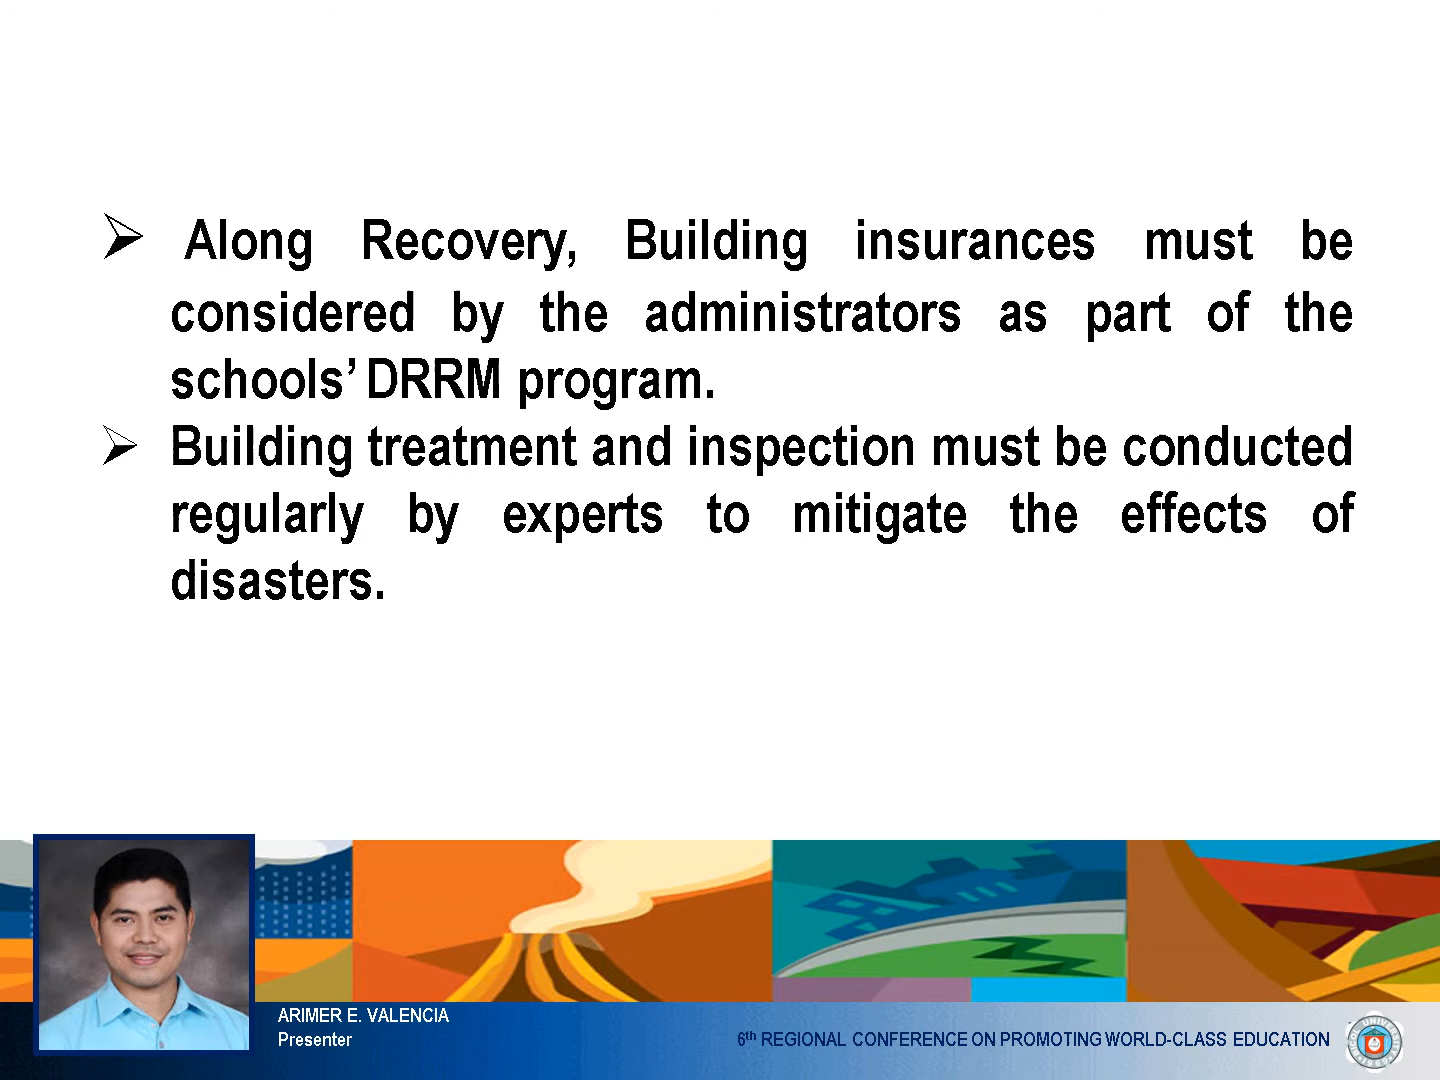 ➢ Along Recovery, Building insurances must be
considered by the administrators as part of the
schools’ DRRM program.
➢ Building treatment and inspection must be conducted
regularly by experts to mitigate the effects of
disasters.
ARIMER E. VALENCIA
Presenter
6th REGIONAL CONFERENCE ON PROMOTING WORLD-CLASS EDUCATION